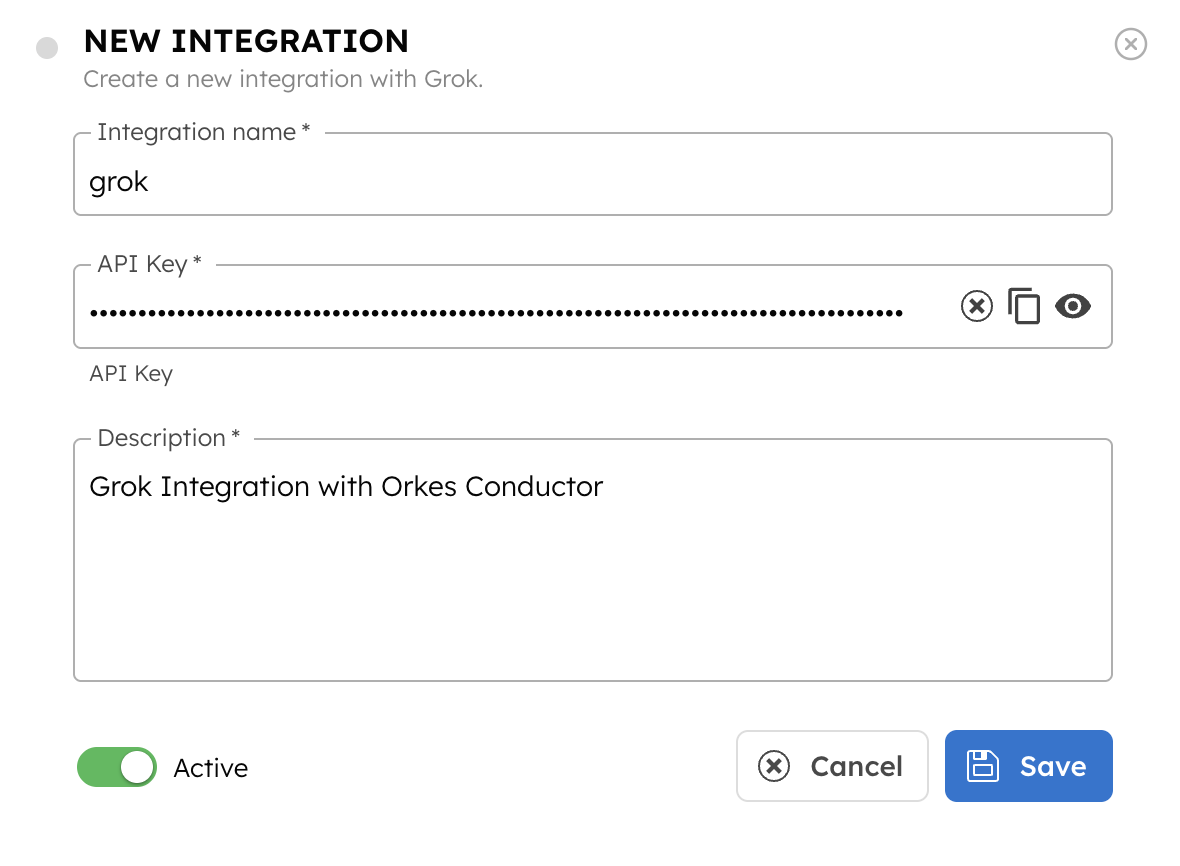 NEW INTEGRATION
Create a new integration with Grok.
Integration name *
grok
API Key *
••••••••••••••••••••••••••••••••••••••••••••••••••••••••••••••••••••••••••••••••••••
API Key
Description *
Grok Integration with Orkes Conductor
Active
Cancel
Save